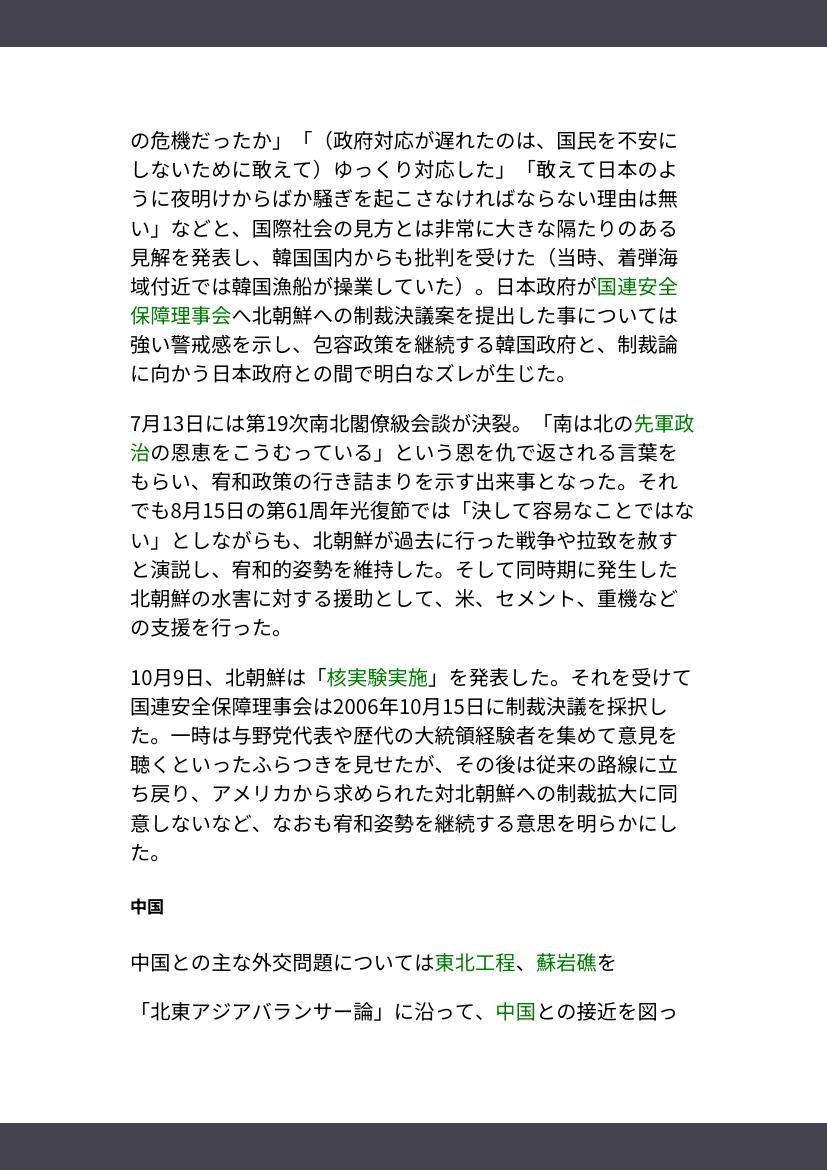 の危機だったか」「（政府対応が遅れたのは、国民を不安に
しないために敢えて）ゆっくり対応した」「敢えて日本のよ
うに夜明けからばか騒ぎを起こさなければならない理由は無
い」などと、国際社会の見方とは非常に大きな隔たりのある
見解を発表し、韓国国内からも批判を受けた（当時、着弾海
域付近では韓国漁船が操業していた）。日本政府が国連安全
保障理事会へ北朝鮮への制裁決議案を提出した事については
強い警戒感を示し、包容政策を継続する韓国政府と、制裁論
に向かう日本政府との間で明白なズレが生じた。
7月13日には第19次南北閣僚級会談が決裂。「南は北の先軍政
治の恩恵をこうむっている」という恩を仇で返される言葉を
もらい、宥和政策の行き詰まりを示す出来事となった。それ
でも8月15日の第61周年光復節では「決して容易なことではな
い」としながらも、北朝鮮が過去に行った戦争や拉致を赦す
と演説し、宥和的姿勢を維持した。そして同時期に発生した
北朝鮮の水害に対する援助として、米、セメント、重機など
の支援を行った。
10月9日、北朝鮮は「核実験実施」を発表した。それを受けて
国連安全保障理事会は2006年10月15日に制裁決議を採択し
た。一時は与野党代表や歴代の大統領経験者を集めて意見を
聴くといったふらつきを見せたが、その後は従来の路線に立
ち戻り、アメリカから求められた対北朝鮮への制裁拡大に同
意しないなど、なおも宥和姿勢を継続する意思を明らかにし
た。
中国
中国との主な外交問題については東北工程、蘇岩礁を
「北東アジアバランサー論」に沿って、中国との接近を図っ